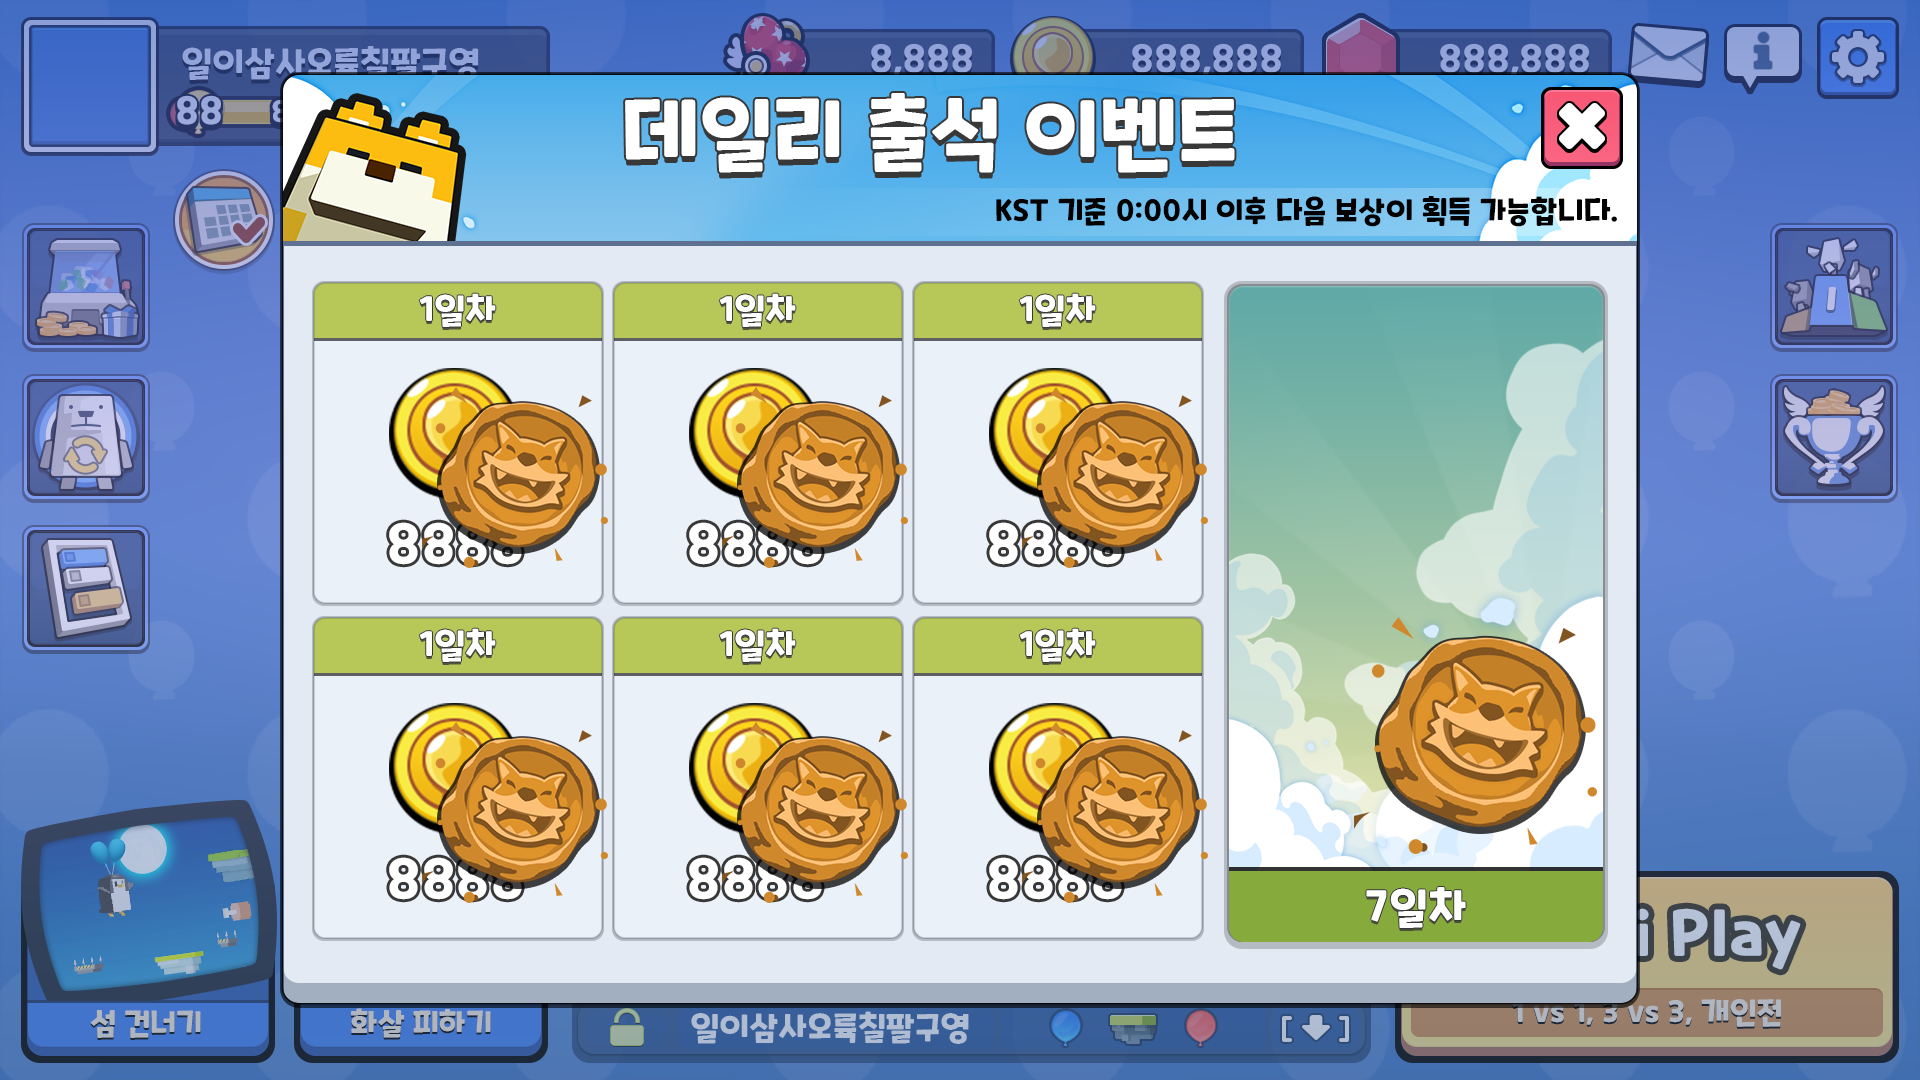 일이삼사오륙칠팔구영
8,888
888,888
888,888
88
데일리 출석 이벤트
KST 기준 0:00시 이후 다음 보상이 획득 가능합니다.
1일차
1일차
1일차
8888
8888
8888
1일차
1일차
1일차
8888
8888
8888
7일차
Play
섬 건너기
화살 피하기
일이삼사오륙칠팔구영
[ ]
1 vs 1, 3 vs 3, 개인전